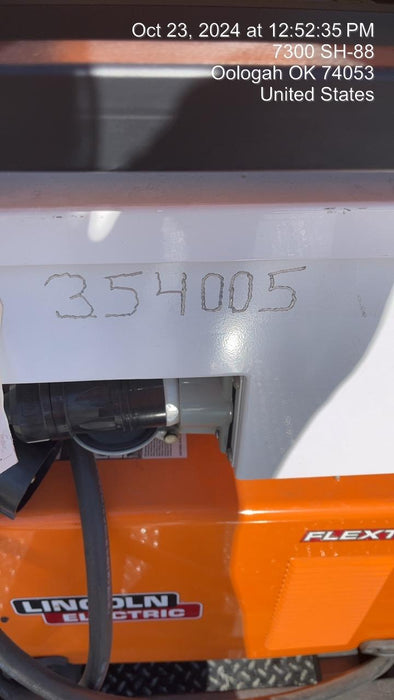 Oct 23, 2024 at 12:52:35 PM
7300 SH-88
Oologah OK 74053
United States
354005
FLEXT
LINCOLN
ELECTRIC